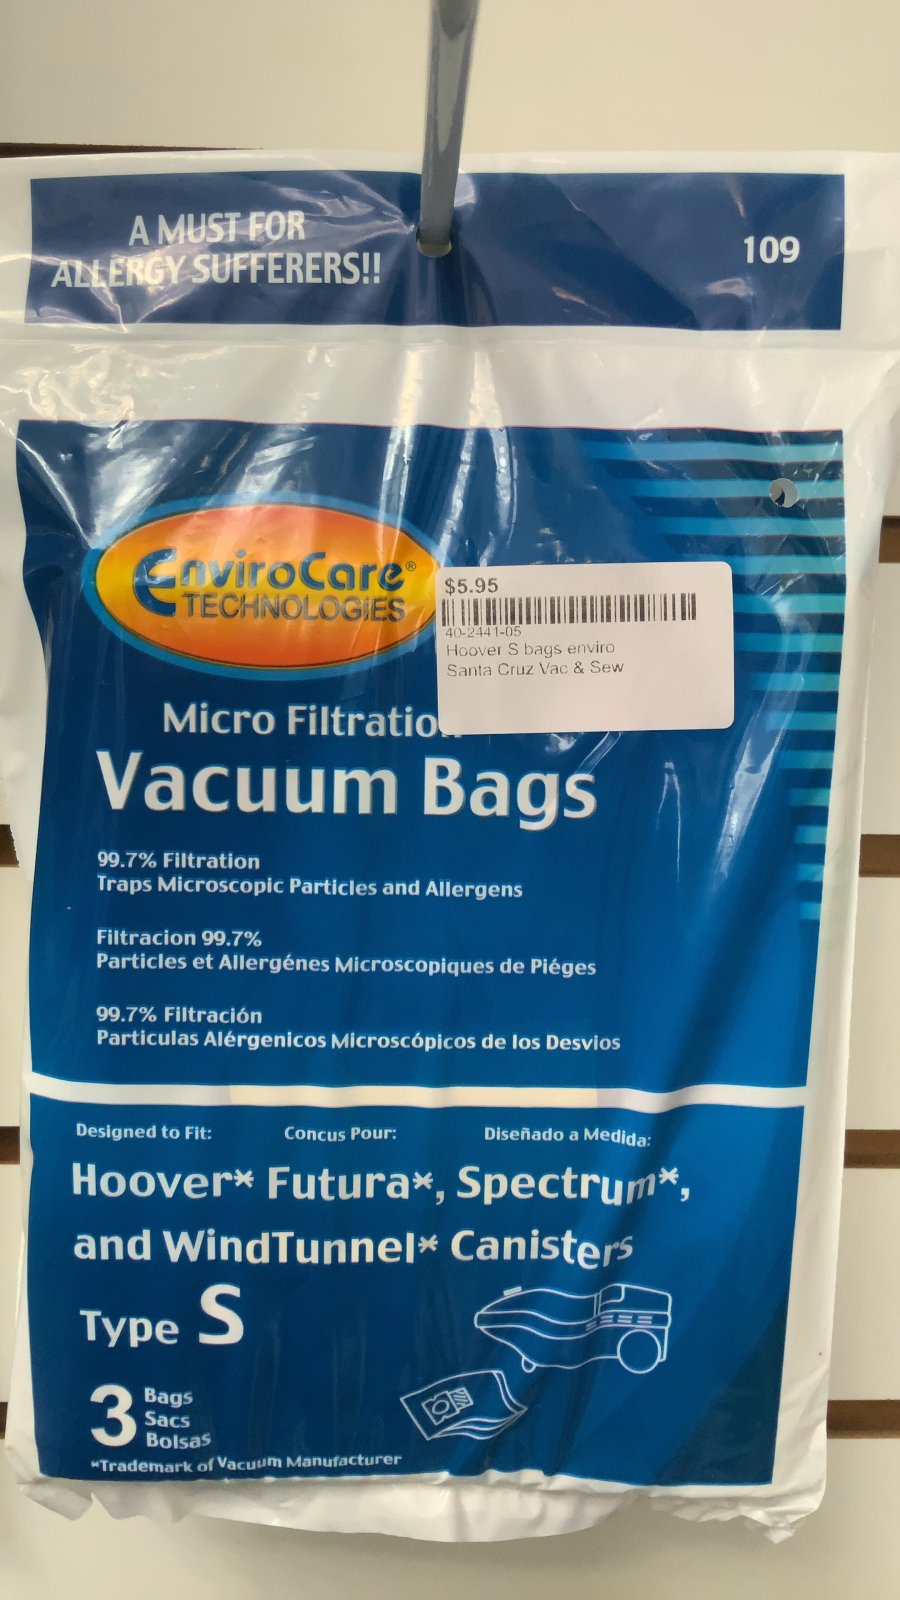 A MUST FOR
ALLERGY SUFFERERS!!
109
EnviroCare®
TECHNOLOGIES
$5.95
40-2441-05
Hoover S bags enviro
Santa Cruz Vac & Sew
Micro Filtration
Vacuum Bags
99.7% Filtration
Traps Microscopic Particles and Allergens
Filtracion 99.7%
Particles et Allergénes Microscopiques de Piéges
99.7% Filtración
Particulas Alérgenicos Microscópicos de los Desvios
Designed to Fit: Concus Pour: Diseñado a Medida:
Hoover* Futura*, Spectrum*,
and WindTunnel* Canisters
Type S
3 Bags
Sacs
Bolsas
*Trademark of Vacuum Manufacturer